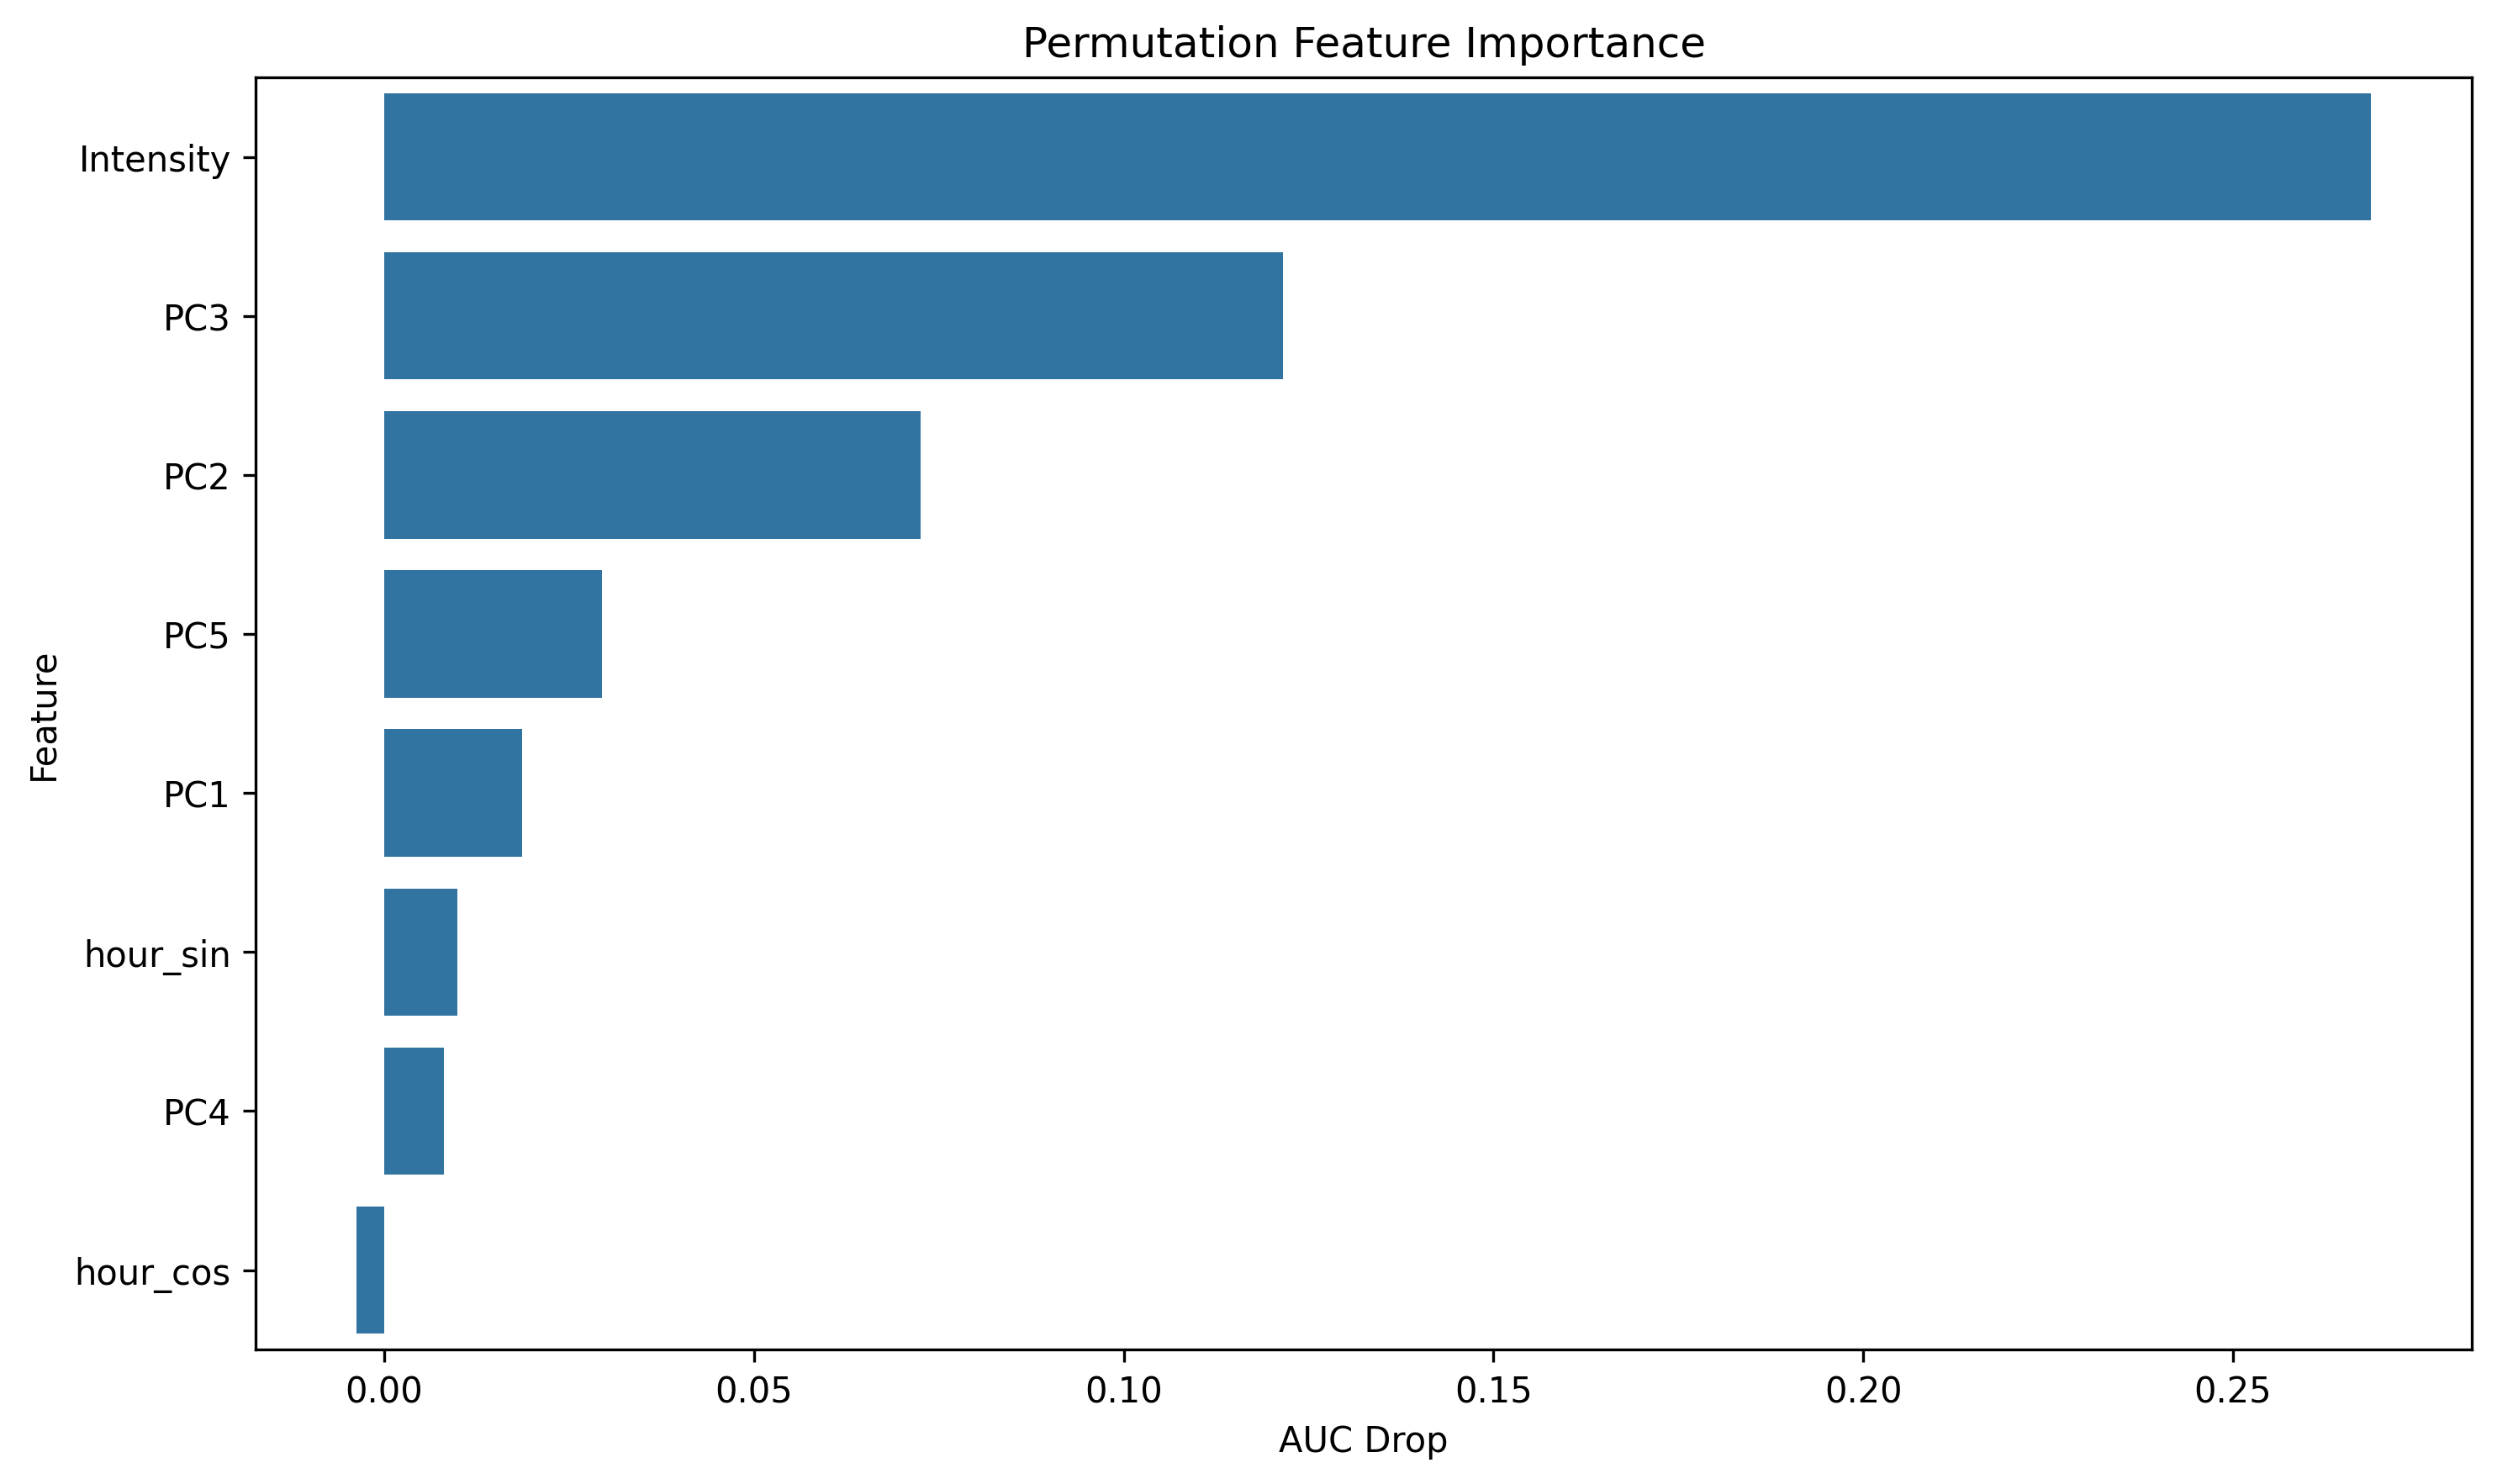 Permutation Feature Importance
Feature
Intensity
PC3
PC2
PC5
PC1
hour_sin
PC4
hour_cos
0.00 0.05 0.10 0.15 0.20 0.25
AUC Drop